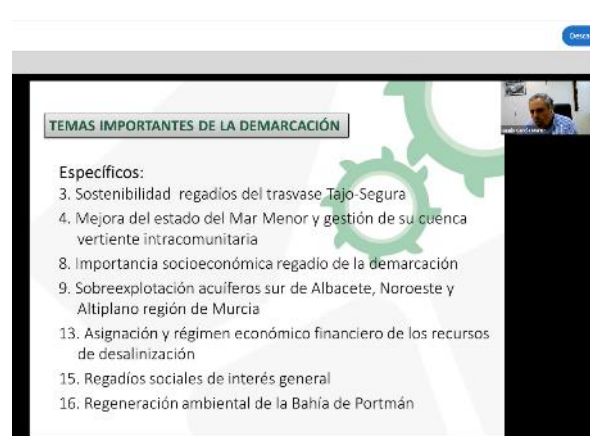 Desca
TEMAS IMPORTANTES DE LA DEMARCACIÓN
Específicos:
3. Sostenibilidad regadíos del trasvase Tajo-Segura
4. Mejora del estado del Mar Menor y gestión de su cuenca
vertiente intracomunitaria
8. Importancia socioeconómica regadío de la demarcación
9. Sobreexplotación acuíferos sur de Albacete, Noroeste y
Altiplano región de Murcia
13. Asignación y régimen económico financiero de los recursos
de desalinización
15. Regadíos sociales de interés general
16. Regeneración ambiental de la Bahía de Portmán